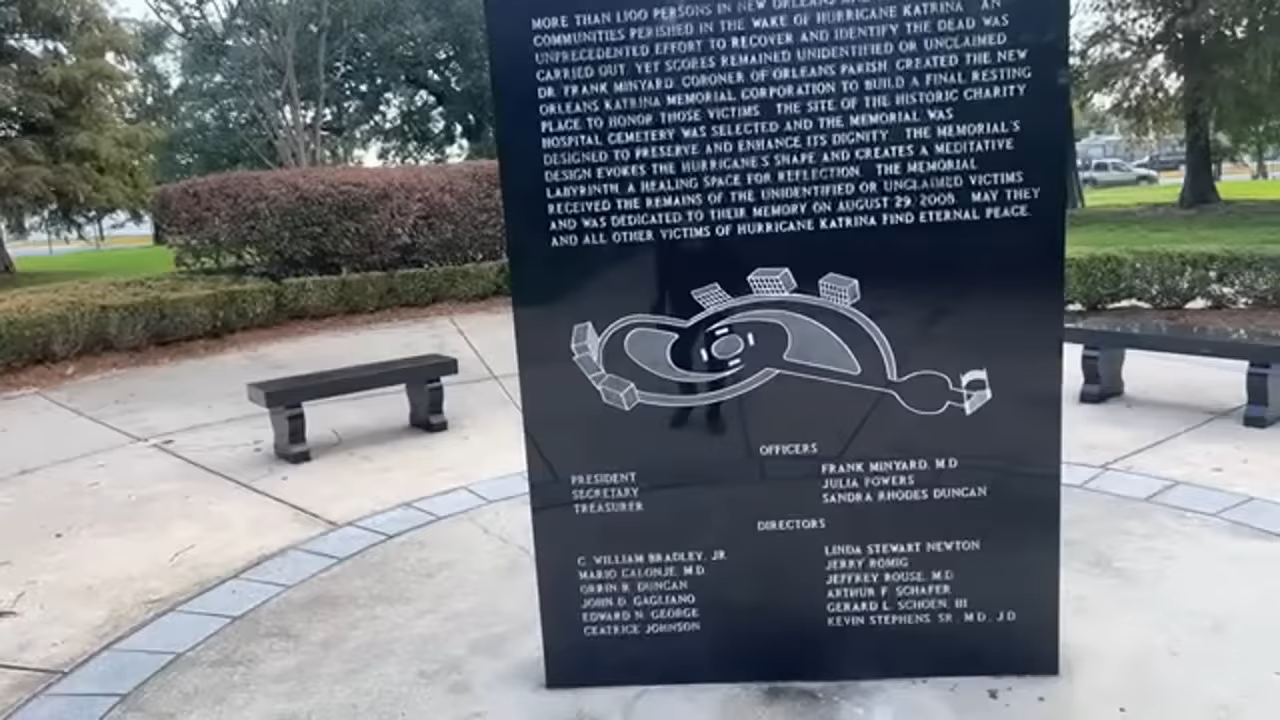 MORE THAN 1,100 PERSONS IN NEW ORLEANS
COMMUNITIES PERISHED IN THE WAKE OF HURRICANE KATRINA AN
UNPRECEDENTED EFFORT TO RECOVER AND IDENTIFY THE DEAD WAS
CARRIED OUT, YET SCORES REMAINED UNIDENTIFIED OR UNCLAIMED
DR. FRANK MINYARD, CORONER OF ORLEANS PARISH, CREATED THE NEW
ORLEANS KATRINA MEMORIAL CORPORATION TO BUILD A FINAL RESTING
PLACE TO HONOR THOSE VICTIMS. THE SITE OF THE HISTORIC CHARITY
HOSPITAL CEMETERY WAS SELECTED AND THE MEMORIAL WAS
DESIGNED TO PRESERVE AND ENHANCE ITS DIGNITY. THE MEMORIAL'S
DESIGN EVOKES THE HURRICANE'S SHAPE AND CREATES A MEDITATIVE
LABYRINTH, A HEALING SPACE FOR REFLECTION. THE MEMORIAL
RECEIVED THE REMAINS OF THE UNIDENTIFIED OR UNCLAIMED VICTIMS
AND WAS DEDICATED TO THEIR MEMORY ON AUGUST 29, 2008. MAY THEY
AND ALL OTHER VICTIMS OF HURRICANE KATRINA FIND ETERNAL PEACE.
OFFICERS
PRESIDENT FRANK MINYARD, M.D.
SECRETARY JULIA POWERS
TREASURER SANDRA RHODES DUNCAN
DIRECTORS
C. WILLIAM BRADLEY, JR. LINDA STEWART NEWTON
MARIO CALONJE, M.D. JERRY ROMIG
ORRIN R. DUNCAN JEFFREY ROUSE, M.D.
JOHN D. GAGLIANO ARTHUR F. SCHAFER
EDWARD N. GEORGE GERARD L. SCHOEN, III
CEATRICE JOHNSON KEVIN STEPHENS, SR., M.D., J.D.